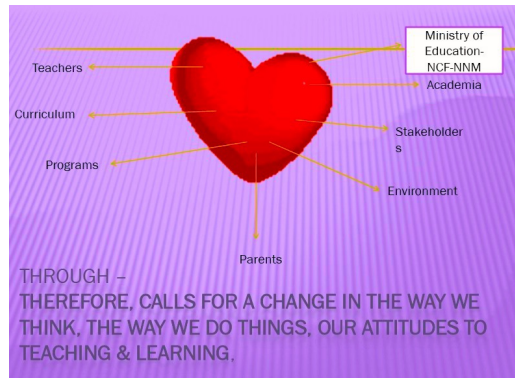 Ministry of
Education-
NCF-NNM
Teachers
Academia
Curriculum
Stakeholder
s
Programs
Environment
Parents
THROUGH –
THEREFORE, CALLS FOR A CHANGE IN THE WAY WE
THINK, THE WAY WE DO THINGS, OUR ATTITUDES TO
TEACHING & LEARNING.